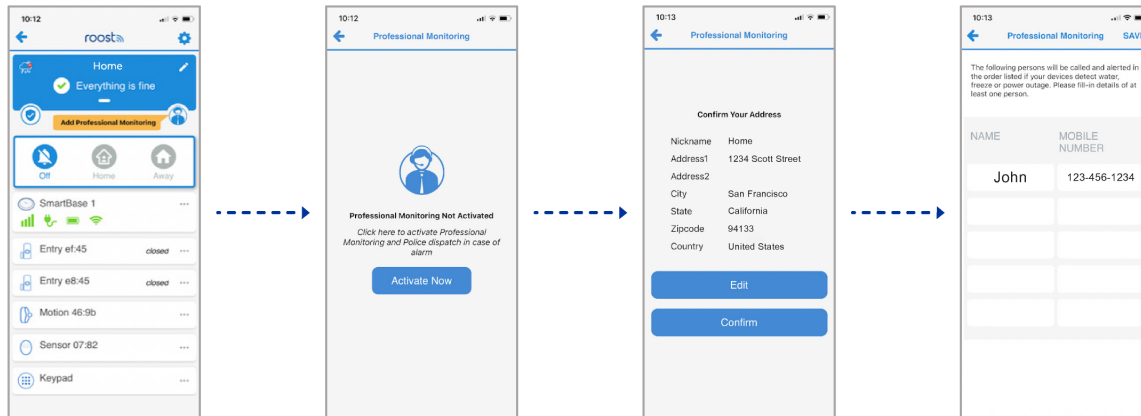 10:12
roost
Home
Everything is fine
Add Professional Monitoring
Off
Home
Away
SmartBase 1
Entry ef:45
closed
Entry e8:45
closed
Motion 46:9b
Sensor 07:82
Keypad
10:12
Professional Monitoring
Professional Monitoring Not Activated
Click here to activate Professional
Monitoring and Police dispatch in case of
alarm
Activate Now
10:13
Professional Monitoring
Confirm Your Address
Nickname Home
Address1 1234 Scott Street
Address2
City San Francisco
State California
Zipcode 94133
Country United States
Edit
Confirm
10:13
Professional Monitoring SAVE
The following persons will be called and alerted in
the order listed if your devices detect water,
freeze or power outage. Please fill-in details of at
least one person.
NAME MOBILE
NUMBER
John 123-456-1234